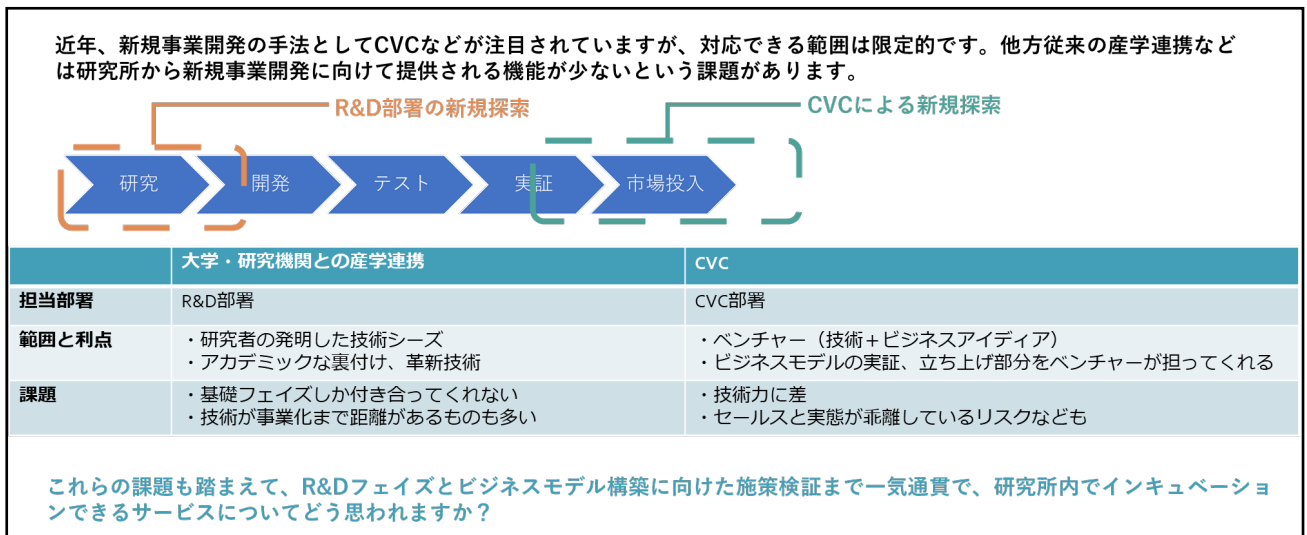 近年、新規事業開発の手法としてCVCなどが注目されていますが、対応できる範囲は限定的です。他方従来の産学連携など
は研究所から新規事業開発に向けて提供される機能が少ないという課題があります。
R&D部署の新規探索
CVCによる新規探索
研究
開発
テスト
実証
市場投入
大学・研究機関との産学連携
CVC
担当部署
R&D部署
CVC部署
範囲と利点
・研究者の発明した技術シーズ
・アカデミックな裏付け、革新技術
・ベンチャー（技術＋ビジネスアイディア）
・ビジネスモデルの実証、立ち上げ部分をベンチャーが担ってくれる
課題
・基礎フェイズしか付き合ってくれない
・技術が事業化まで距離があるものも多い
・技術力に差
・セールスと実態が乖離しているリスクなども
これらの課題も踏まえて、R&Dフェイズとビジネスモデル構築に向けた施策検証まで一気通貫で、研究所内でインキュベーショ
ンできるサービスについてどう思われますか？